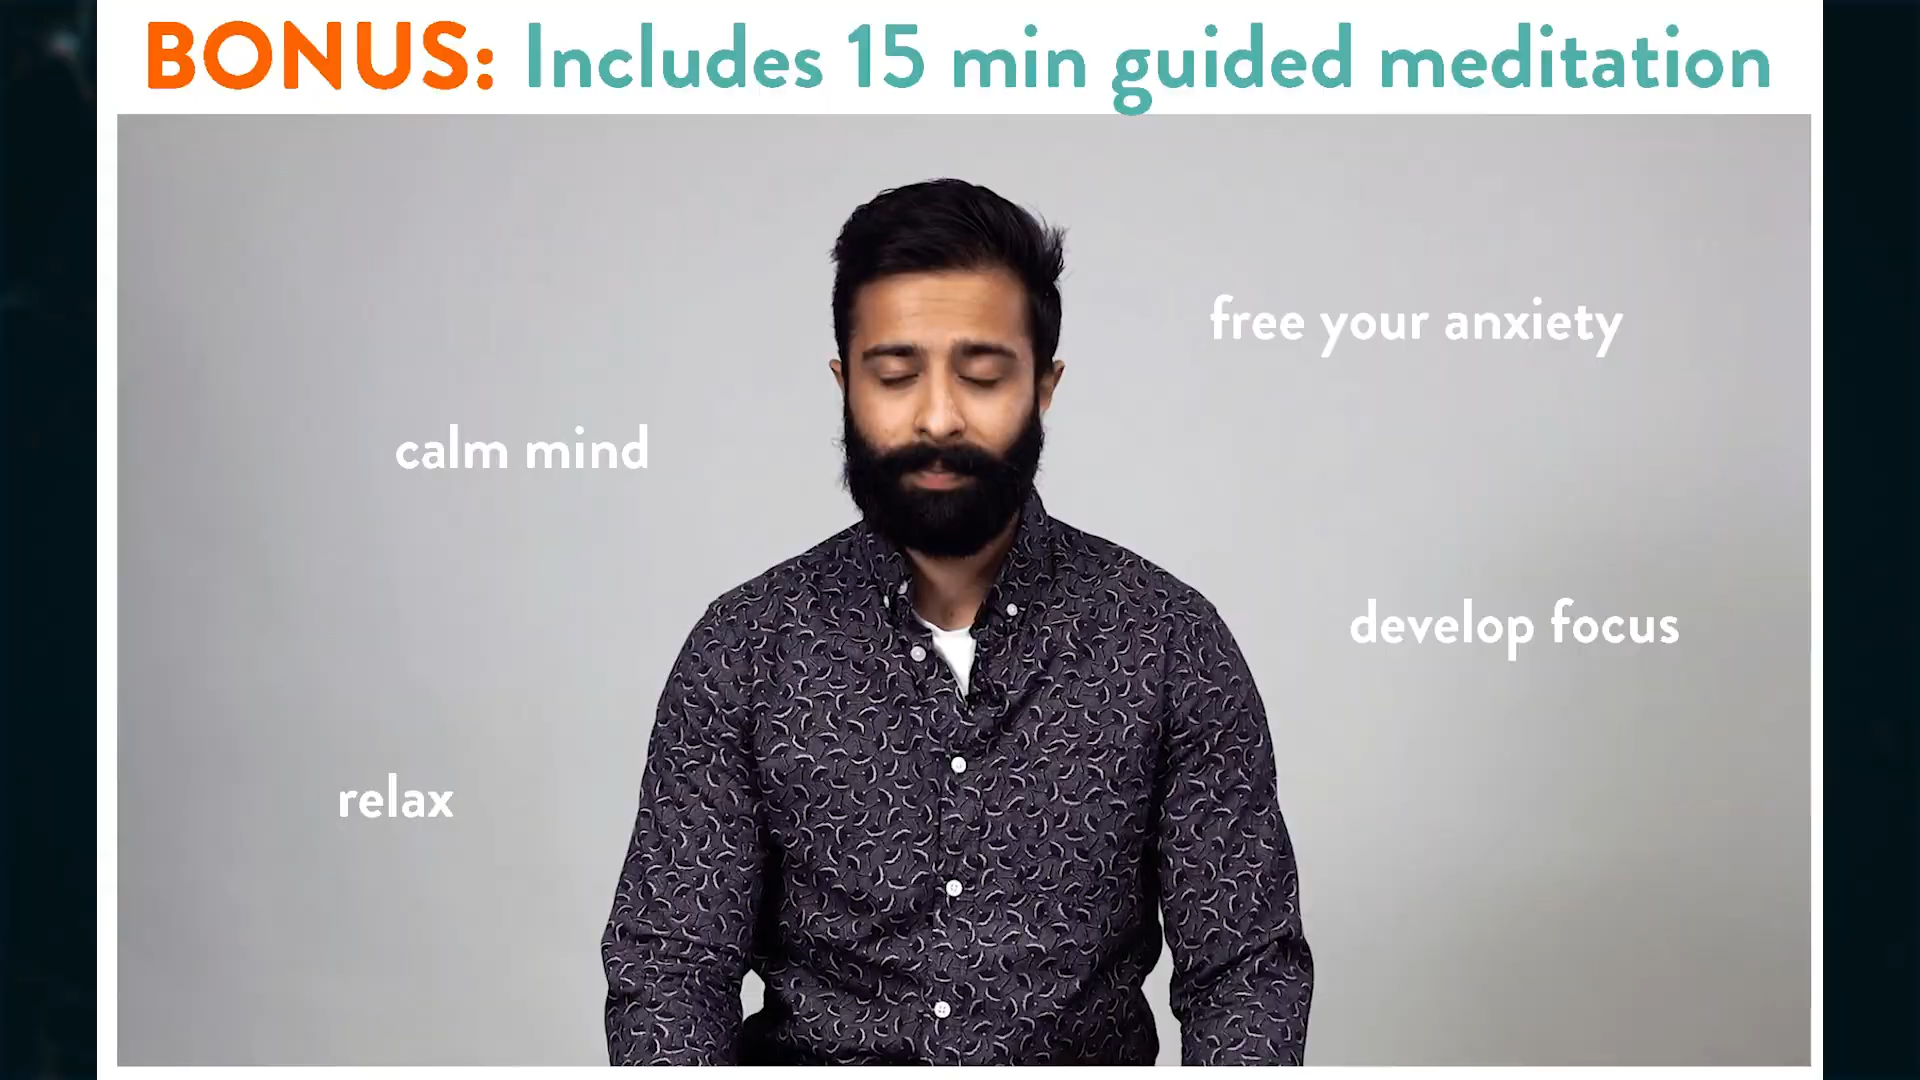 BONUS: Includes 15 min guided meditation
free your anxiety
calm mind
develop focus
relax